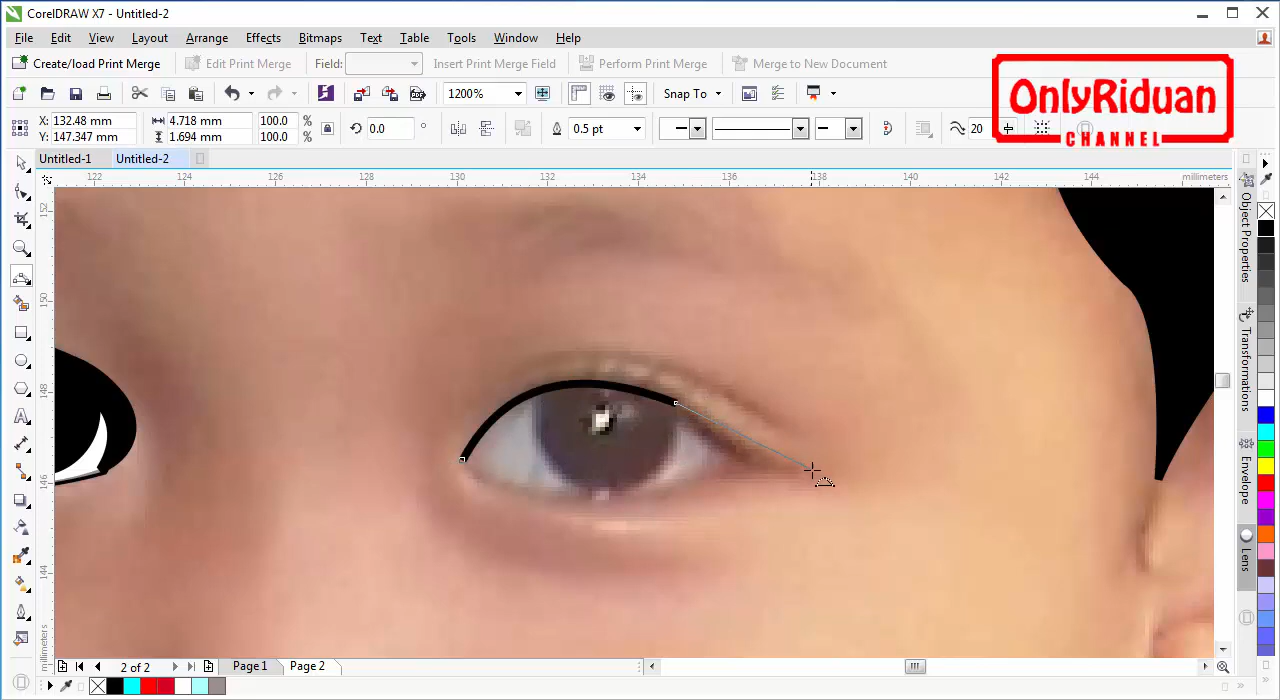 CorelDRAW X7 - Untitled-2
File Edit View Layout Arrange Effects Bitmaps Text Table Tools Window Help
Create/load Print Merge Edit Print Merge Field: Insert Print Merge Field Perform Print Merge Merge to New Document
OnlyRiduan
CHANNEL
1200% Snap To
X: 132.48 mm 4.718 mm 100.0 % 0.0 ° 0.5 pt 20
Y: 147.347 mm 1.694 mm 100.0 %
Untitled-1 Untitled-2
122 124 126 128 130 132 134 136 138 140 142 144 millimeters
152
150
148
146
144
millimeters
Object Properties
Transformations
Envelope
Lens
2 of 2 Page 1 Page 2